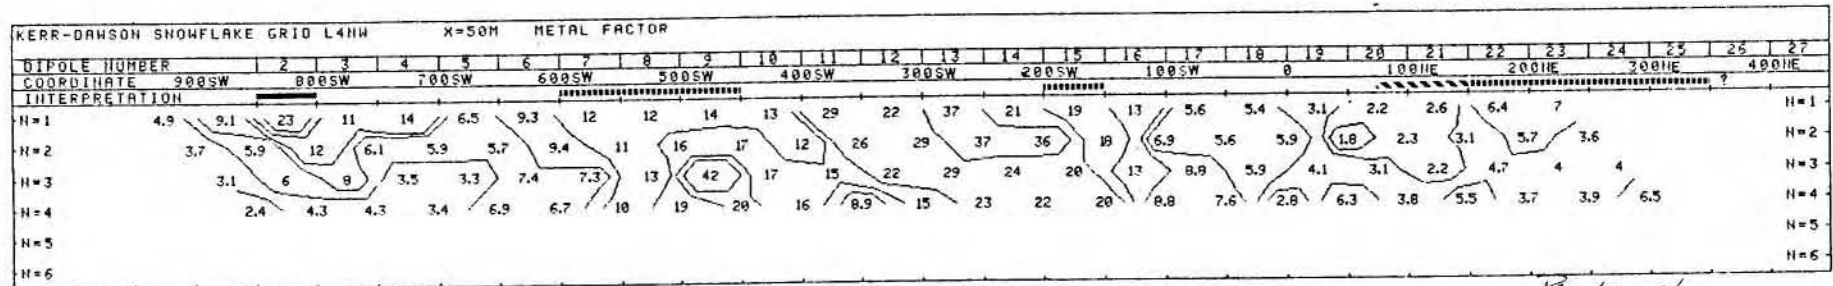 KERR-DAWSON SNOWFLAKE GRID L4NW X=50M METAL FACTOR
DIPOLE NUMBER 2 3 4 5 6 7 8 9 10 11 12 13 14 15 16 17 18 19 20 21 22 23 24 25 26 27
COORDINATE 900SW 800SW 700SW 600SW 500SW 400SW 300SW 200SW 100SW 0 100NE 200NE 300NE 400NE
INTERPRETATION ?
N=1 4.9 9.1 23 11 14 6.5 9.3 12 12 14 13 29 22 37 21 19 13 5.6 5.4 3.1 2.2 2.6 6.4 7 N=1
N=2 3.7 5.9 12 6.1 5.9 5.7 9.4 11 16 17 12 26 29 37 36 18 6.9 5.6 5.9 1.8 2.3 3.1 5.7 3.6 N=2
N=3 3.1 6 8 3.5 3.3 7.4 7.3 13 42 17 15 22 29 24 20 13 8.8 5.9 4.1 3.1 2.2 4.7 4 4 N=3
N=4 2.4 4.3 4.3 3.4 6.9 6.7 10 19 20 16 8.9 15 23 22 20 8.8 7.6 2.8 6.3 3.8 5.5 3.7 3.9 6.5 N=4
N=5 N=5
N=6 N=6